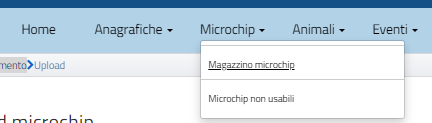 Home Anagrafiche Microchip Animali Eventi
mento Upload
Magazzino microchip
Microchip non usabili
d microchip